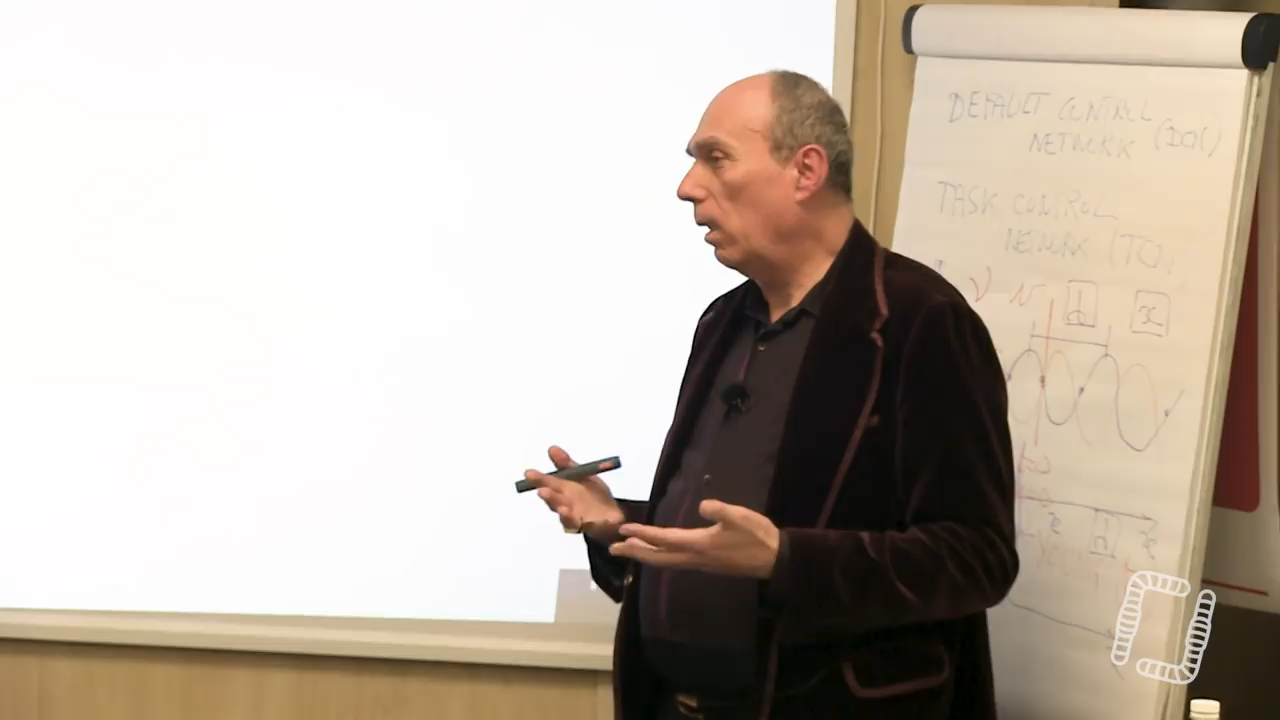 DEFAULT CONTROL
NETWORK (DCN)
TASK CONTROL
NETWORK (TCN
h x
x h x